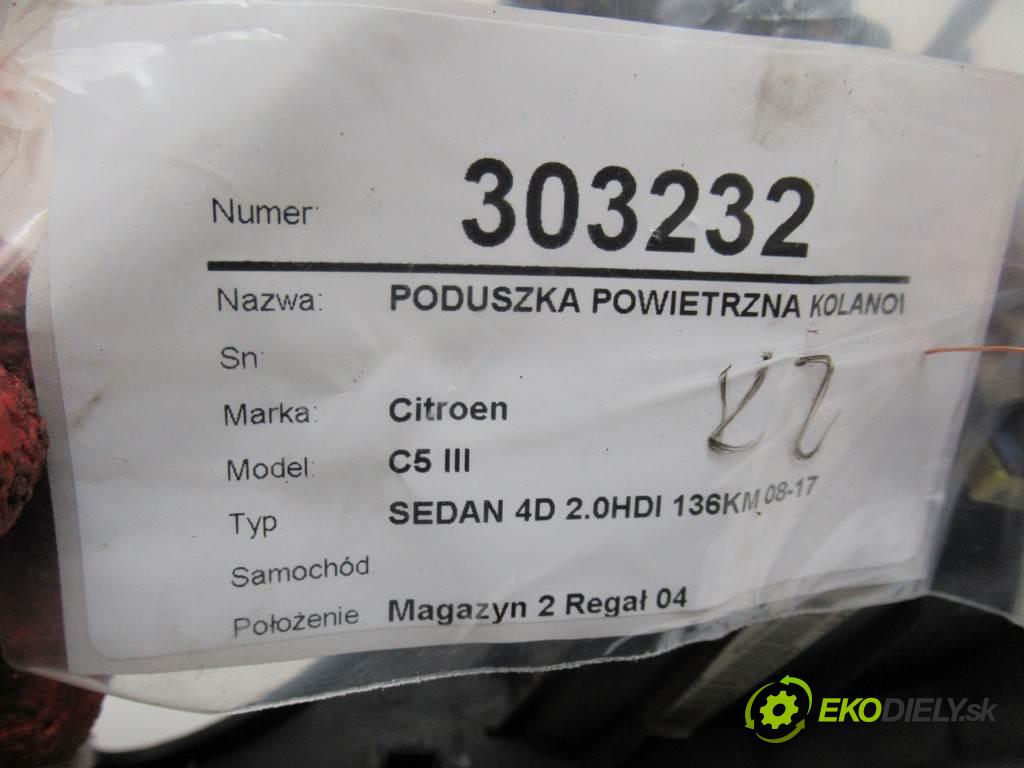 Numer: 303232
Nazwa: PODUSZKA POWIETRZNA KOLANOW
Sn:
Marka: Citroen
Model: C5 III
Typ SEDAN 4D 2.0HDI 136KM 08-17
Samochód
Położenie Magazyn 2 Regał 04
EKODIELY.sk